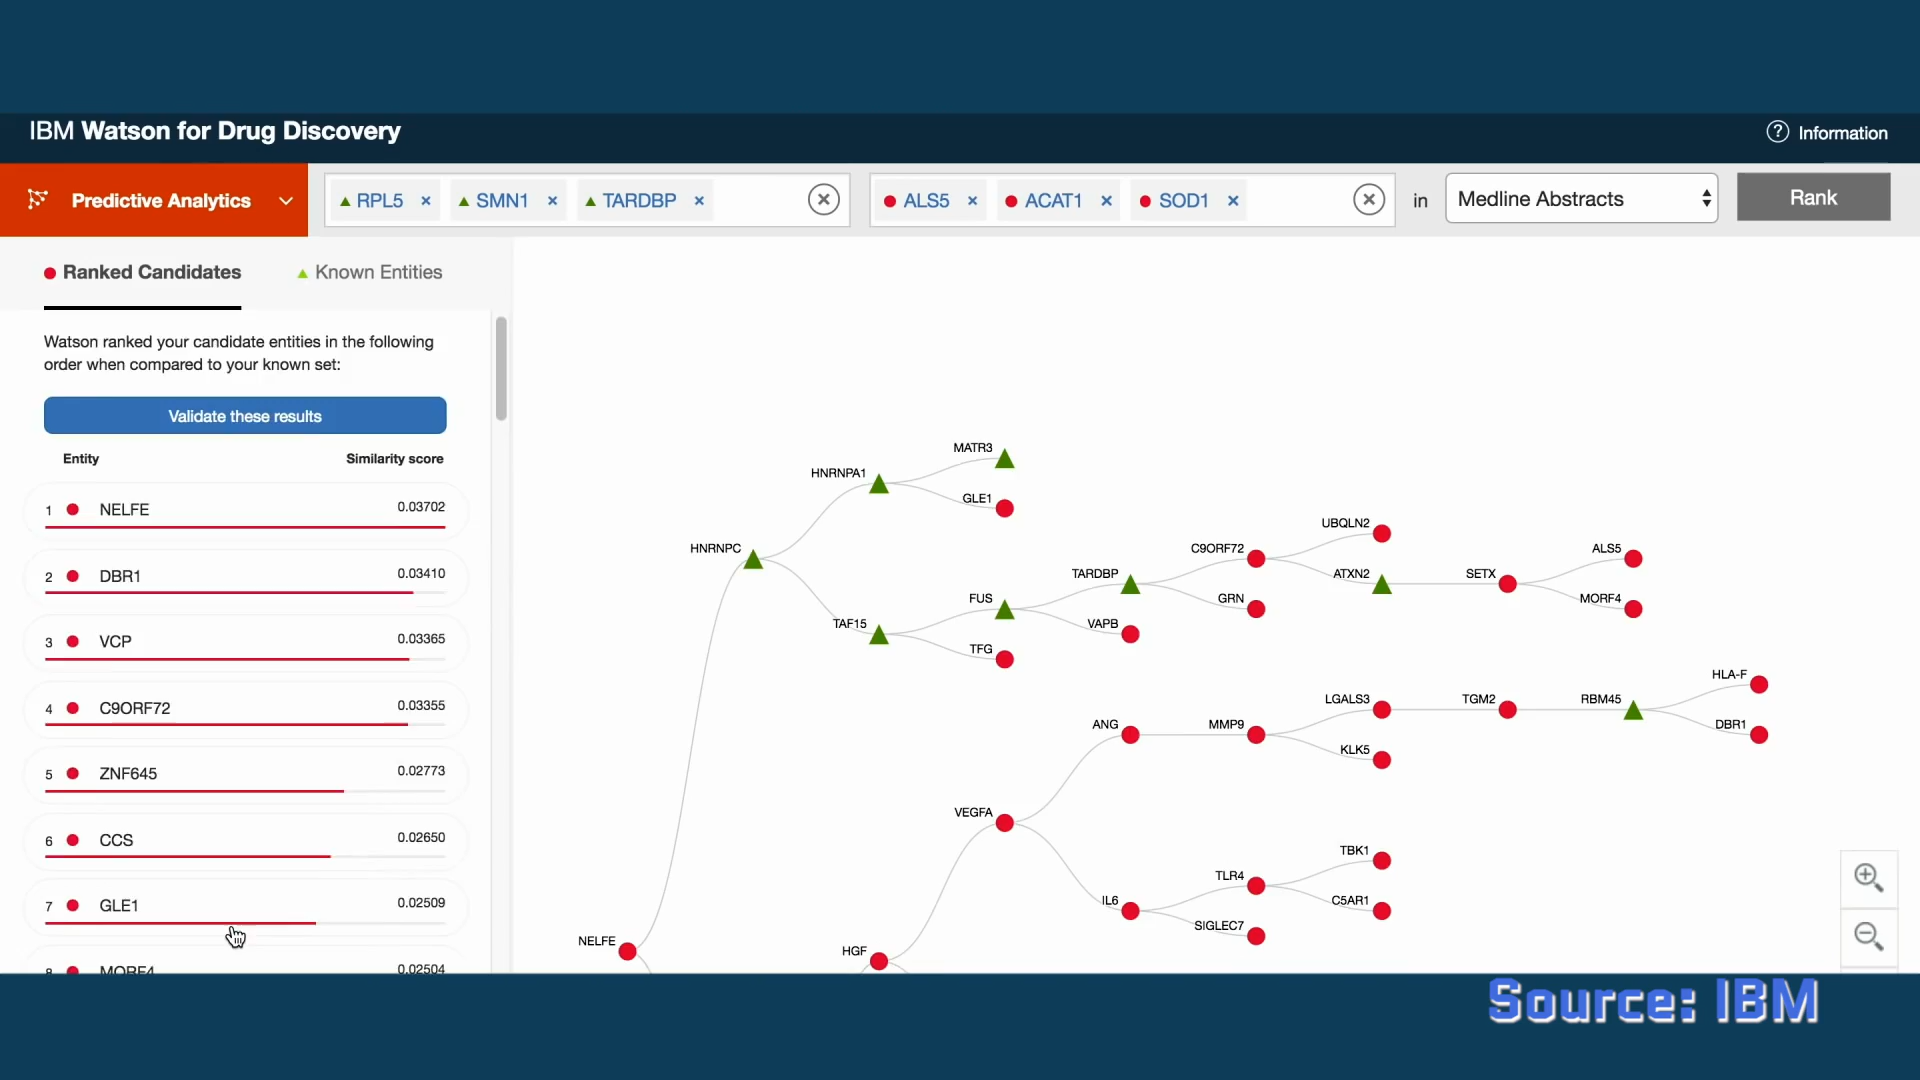 IBM Watson for Drug Discovery
? Information
Predictive Analytics
RPL5 × SMN1 × TARDBP ×
ALS5 × ACAT1 × SOD1 ×
in
Medline Abstracts
Rank
Ranked Candidates
Known Entities
Watson ranked your candidate entities in the following
order when compared to your known set:
Validate these results
Entity Similarity score
1 NELFE 0.03702
2 DBR1 0.03410
3 VCP 0.03365
4 C9ORF72 0.03355
5 ZNF645 0.02773
6 CCS 0.02650
7 GLE1 0.02509
8 MORF4 0.02504
MATR3
HNRNPA1
GLE1
UBQLN2
HNRNPC
C9ORF72
ALS5
TARDBP
ATXN2
SETX
FUS
GRN
MORF4
TAF15
VAPB
TFG
HLA-F
LGALS3
TGM2
RBM45
ANG
MMP9
DBR1
KLK5
VEGFA
TBK1
TLR4
IL6
C5AR1
SIGLEC7
NELFE
HGF
Source: IBM